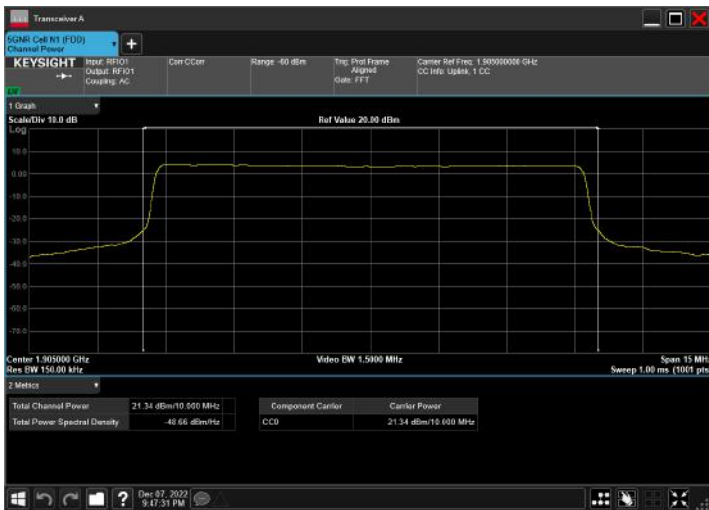 Transceiver A
5GNR Cell N1 (FDD)
Channel Power
KEYSIGHT
Input: RFIO1
Output: RFIO1
Coupling: AC
Corr CCorr
Range: -60 dBm
Trig: Prot Frame
Aligned
Gate: FFT
Carrier Ref Freq: 1.905000000 GHz
CC Info: Uplink, 1 CC
1 Graph
Scale/Div 10.0 dB
Ref Value 20.00 dBm
Log
10.0
0.00
-10.0
-20.0
-30.0
-40.0
-50.0
-60.0
-70.0
Center 1.905000 GHz
Video BW 1.5000 MHz
Span 15 MHz
Res BW 150.00 kHz
Sweep 1.00 ms (1001 pts
2 Metrics
Total Channel Power
21.34 dBm/10.000 MHz
Total Power Spectral Density
-48.66 dBm/Hz
Component Carrier
Carrier Power
CC0
21.34 dBm/10.000 MHz
Dec 07, 2022
9:47:31 PM